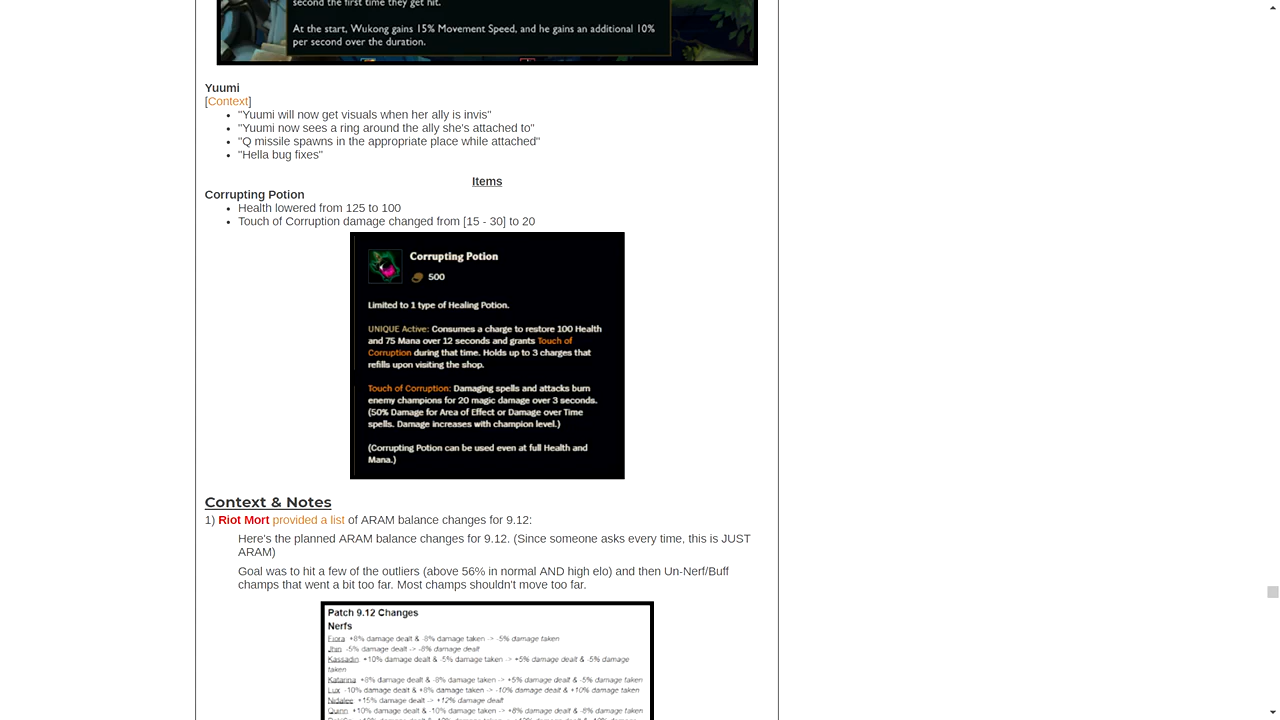 second the first time they get hit.
At the start, Wukong gains 15% Movement Speed, and he gains an additional 10%
per second over the duration.
Yuumi
[Context]
• "Yuumi will now get visuals when her ally is invis"
• "Yuumi now sees a ring around the ally she's attached to"
• "Q missile spawns in the appropriate place while attached"
• "Hella bug fixes"
Items
Corrupting Potion
• Health lowered from 125 to 100
• Touch of Corruption damage changed from [15 - 30] to 20
Corrupting Potion
500
Limited to 1 type of Healing Potion.
UNIQUE Active: Consumes a charge to restore 100 Health
and 75 Mana over 12 seconds and grants Touch of
Corruption during that time. Holds up to 3 charges that
refills upon visiting the shop.
Touch of Corruption: Damaging spells and attacks burn
enemy champions for 20 magic damage over 3 seconds.
(50% Damage for Area of Effect or Damage over Time
spells. Damage increases with champion level.)
(Corrupting Potion can be used even at full Health and
Mana.)
Context & Notes
1) Riot Mort provided a list of ARAM balance changes for 9.12:
Here's the planned ARAM balance changes for 9.12. (Since someone asks every time, this is JUST
ARAM)
Goal was to hit a few of the outliers (above 56% in normal AND high elo) and then Un-Nerf/Buff
champs that went a bit too far. Most champs shouldn't move too far.
Patch 9.12 Changes
Nerfs
Fiora +8% damage dealt & -8% damage taken -> -5% damage taken
Jhin -5% damage dealt -> -8% damage dealt
Kassadin +10% damage dealt & -5% damage taken -> +5% damage dealt & -5% damage
taken
Katarina +8% damage dealt & -8% damage taken -> +5% damage dealt & -5% damage taken
Lux -10% damage dealt & +8% damage taken -> -10% damage dealt & +10% damage taken
Nidalee +15% damage dealt -> +12% damage dealt
Quinn +10% damage dealt & -10% damage taken -> +8% damage dealt & -8% damage taken